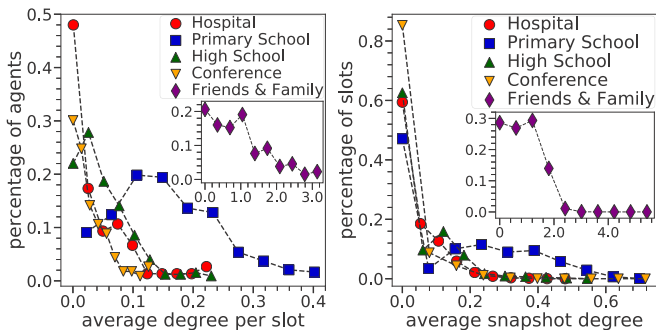 0.5
0.4
0.3
0.2
0.1
0.0
percentage of agents
Hospital
Primary School
High School
Conference
Friends & Family
0.2
0.1
0.0
0.0 1.0 2.0 3.0
0.0 0.1 0.2 0.3 0.4
average degree per slot
0.8
0.6
0.4
0.2
0.0
percentage of slots
Hospital
Primary School
High School
Conference
Friends & Family
0.3
0.2
0.1
0.0
0.0 2.0 4.0
0.0 0.2 0.4 0.6
average snapshot degree